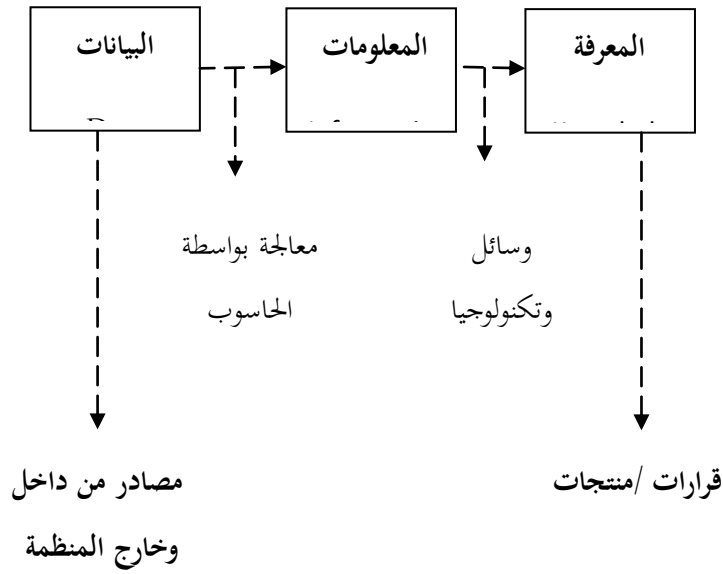 البيانات
المعلومات
المعرفة
معالجة بواسطة
الحاسوب
وسائل
وتكنولوجيا
مصادر من داخل
وخارج المنظمة
قرارات /منتجات